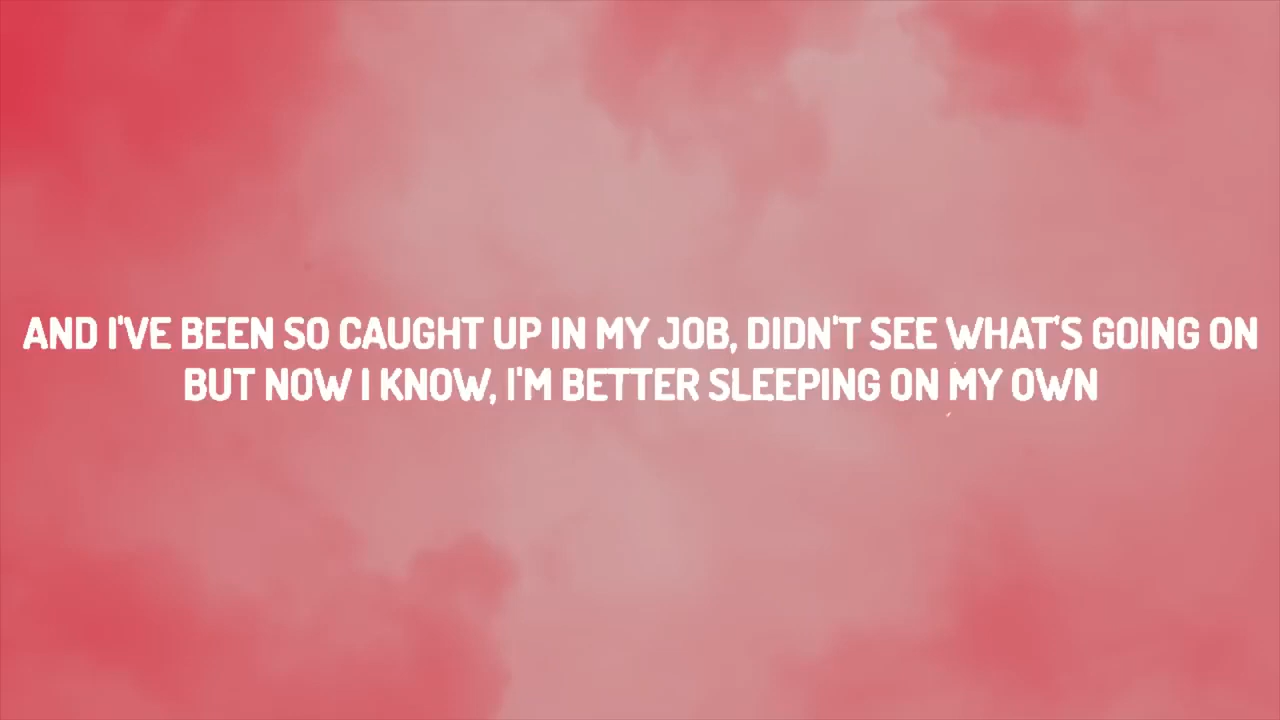 AND I'VE BEEN SO CAUGHT UP IN MY JOB, DIDN'T SEE WHAT'S GOING ON
BUT NOW I KNOW, I'M BETTER SLEEPING ON MY OWN